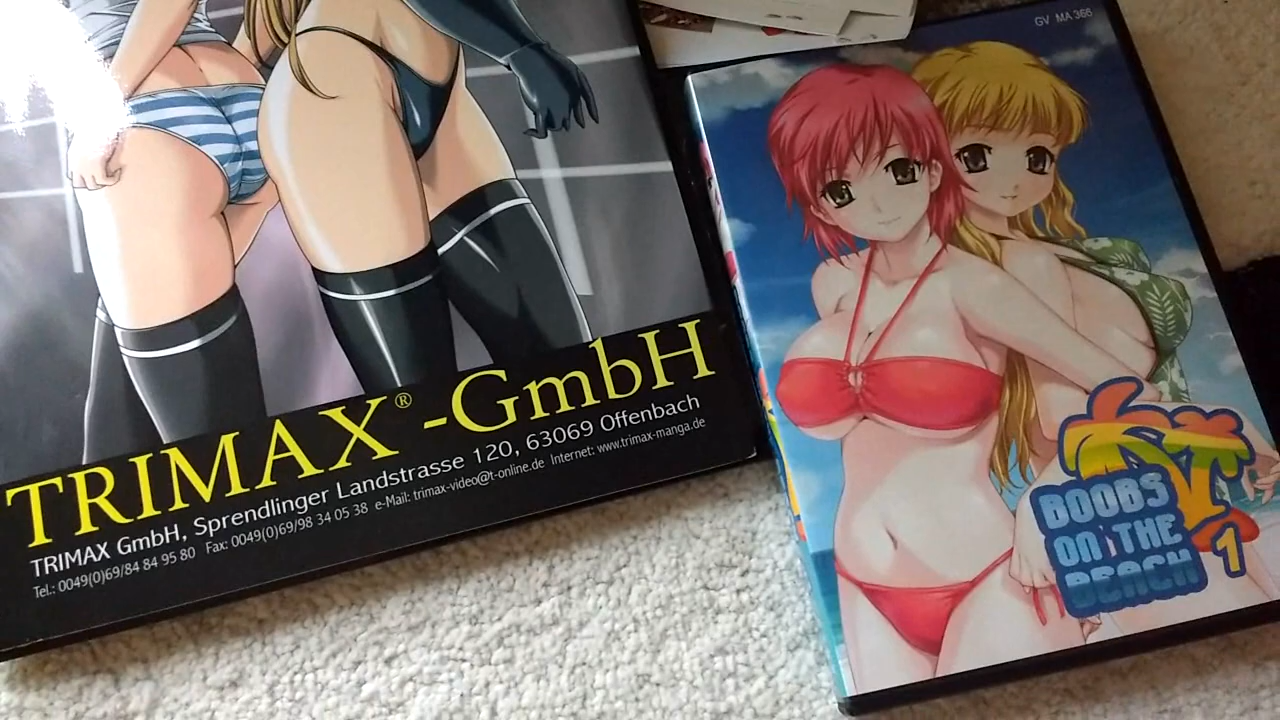 TRIMAX® -GmbH
TRIMAX GmbH, Sprendlinger Landstrasse 120, 63069 Offenbach
Tel.: 0049(0)69/84 84 95 80 Fax: 0049(0)69/98 34 05 38 e-Mail: trimax-video@t-online.de Internet: www.trimax-manga.de
GV MA 366
BOOBS
ON THE
BEACH
1